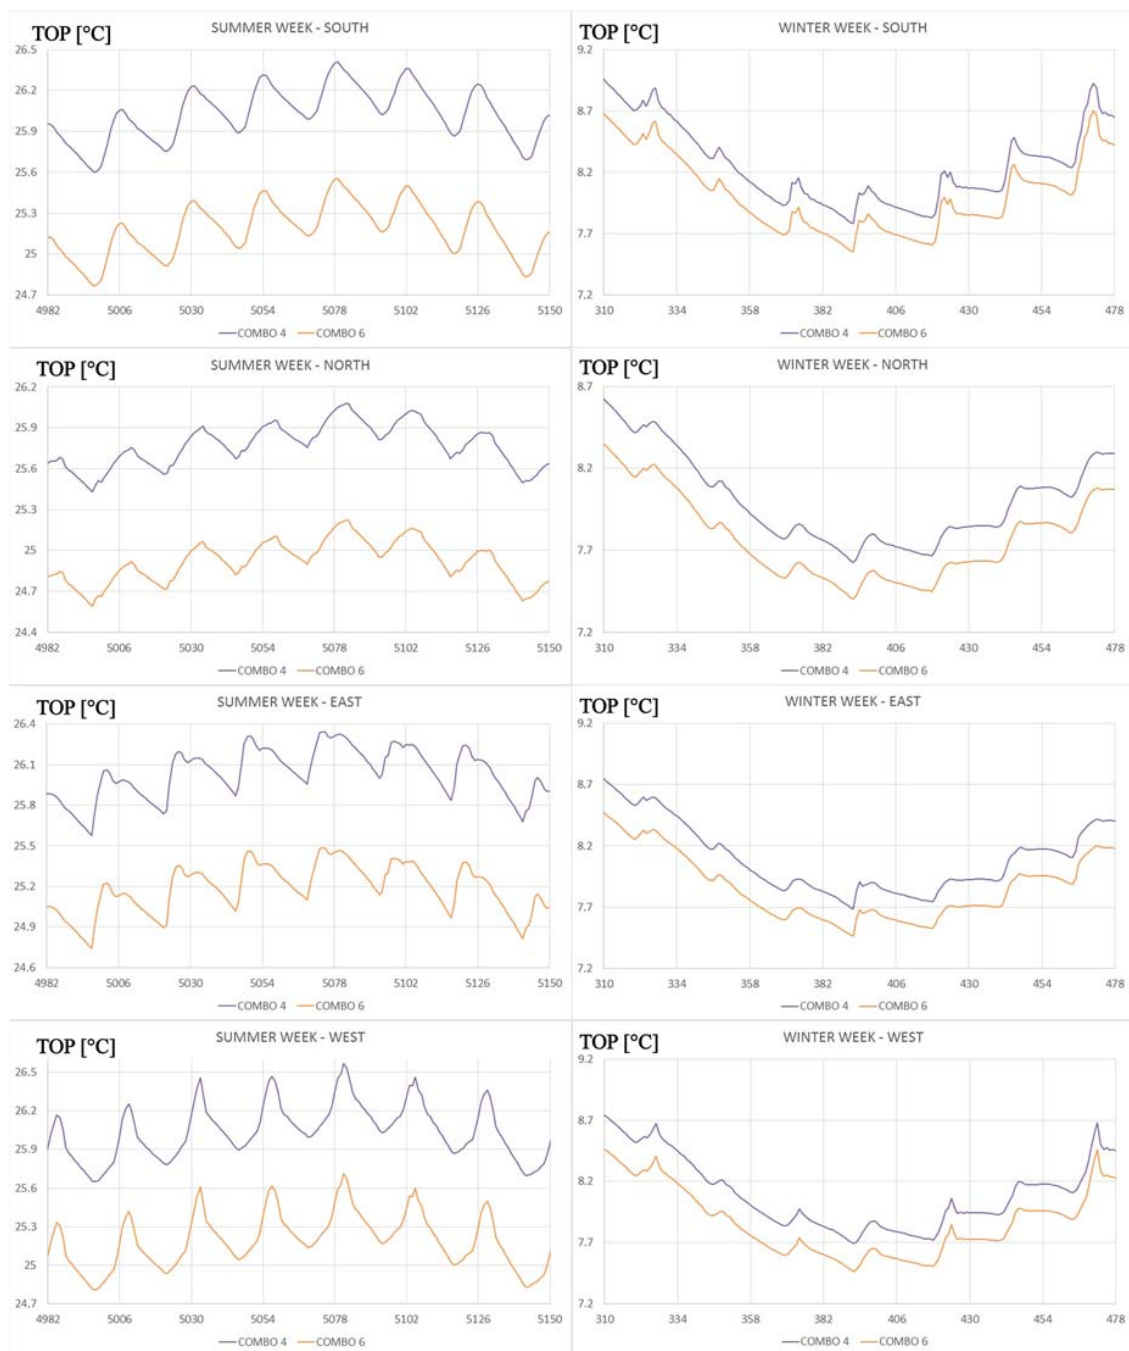 TOP [°C]
SUMMER WEEK - SOUTH
26.5
26.2
25.9
25.6
25.3
25
24.7
4982 5006 5030 5054 5078 5102 5126 5150
COMBO 4 COMBO 6
TOP [°C]
WINTER WEEK - SOUTH
9.2
8.7
8.2
7.7
7.2
310 334 358 382 406 430 454 478
COMBO 4 COMBO 6
TOP [°C]
SUMMER WEEK - NORTH
26.2
25.9
25.6
25.3
25
24.7
24.4
4982 5006 5030 5054 5078 5102 5126 5150
COMBO 4 COMBO 6
TOP [°C]
WINTER WEEK - NORTH
8.7
8.2
7.7
7.2
310 334 358 382 406 430 454 478
COMBO 4 COMBO 6
TOP [°C]
SUMMER WEEK - EAST
26.4
26.1
25.8
25.5
25.2
24.9
24.6
4982 5006 5030 5054 5078 5102 5126 5150
COMBO 4 COMBO 6
TOP [°C]
WINTER WEEK - EAST
9.2
8.7
8.2
7.7
7.2
310 334 358 382 406 430 454 478
COMBO 4 COMBO 6
TOP [°C]
SUMMER WEEK - WEST
26.5
26.2
25.9
25.6
25.3
25
24.7
4982 5006 5030 5054 5078 5102 5126 5150
COMBO 4 COMBO 6
TOP [°C]
WINTER WEEK - WEST
9.2
8.7
8.2
7.7
7.2
310 334 358 382 406 430 454 478
COMBO 4 COMBO 6